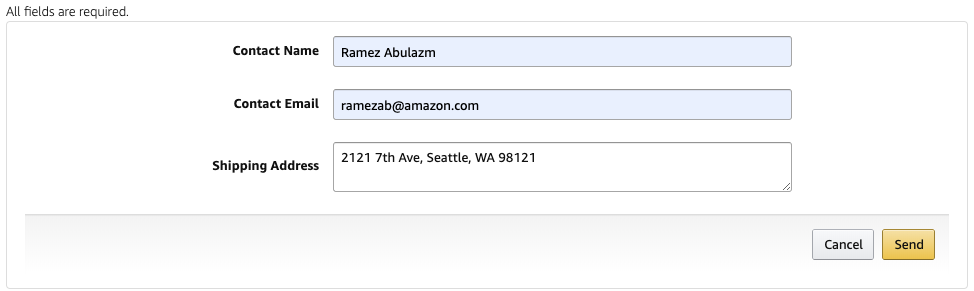 All fields are required.
Contact Name Ramez Abulazm
Contact Email ramezab@amazon.com
Shipping Address 2121 7th Ave, Seattle, WA 98121
Cancel Send